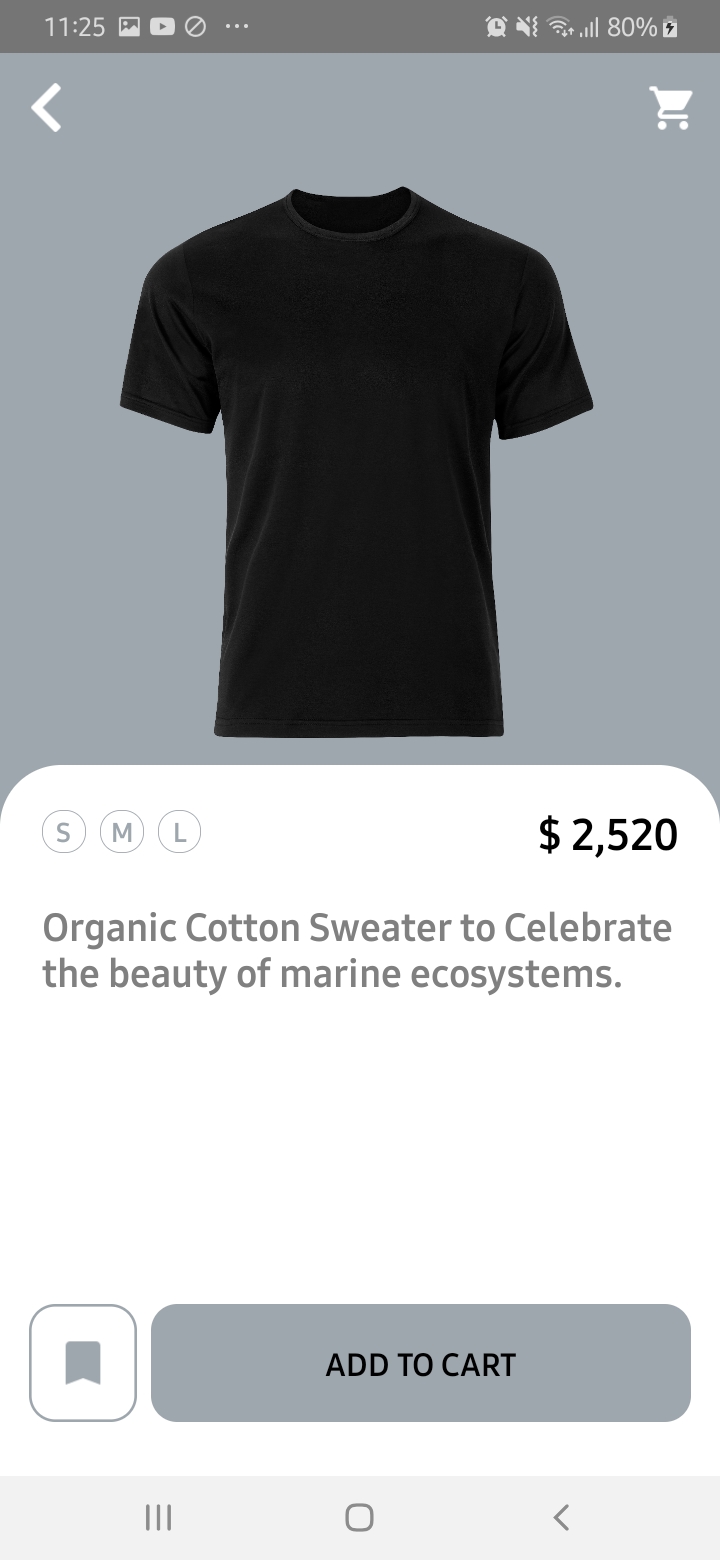 11:25 80%
S M L $ 2,520
Organic Cotton Sweater to Celebrate
the beauty of marine ecosystems.
ADD TO CART